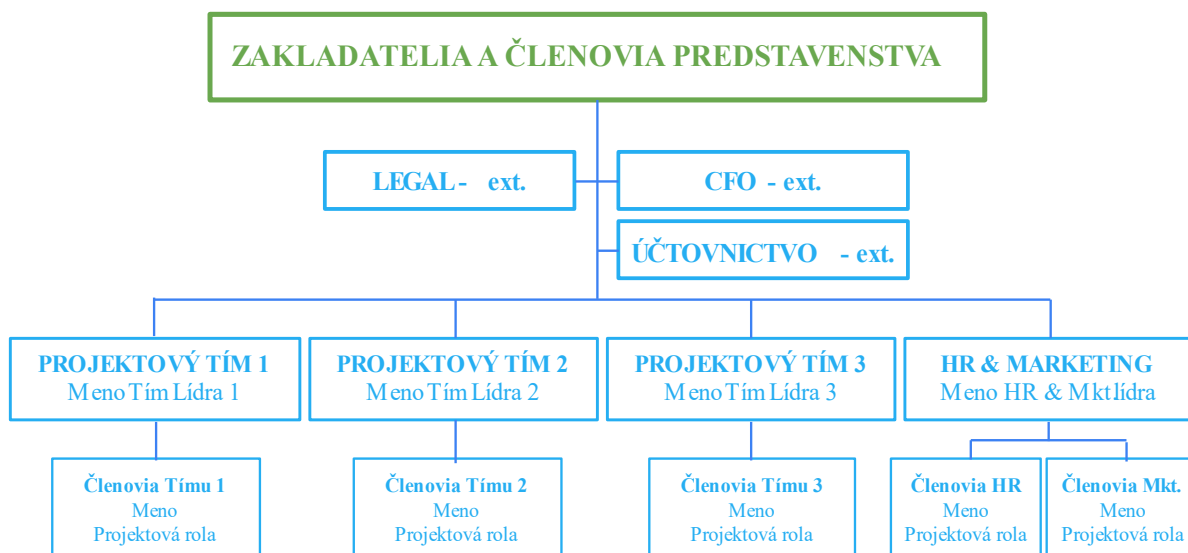 ZAKLADATELIA A ČLENOVIA PREDSTAVENSTVA
LEGAL - ext.
CFO - ext.
ÚČTOVNICTVO - ext.
PROJEKTOVÝ TÍM 1
Meno Tím Lídra 1
PROJEKTOVÝ TÍM 2
Meno Tím Lídra 2
PROJEKTOVÝ TÍM 3
Meno Tím Lídra 3
HR & MARKETING
Meno HR & Mkt.lídra
Členovia Tímu 1
Meno
Projektová rola
Členovia Tímu 2
Meno
Projektová rola
Členovia Tímu 3
Meno
Projektová rola
Členovia HR
Meno
Projektová rola
Členovia Mkt.
Meno
Projektová rola